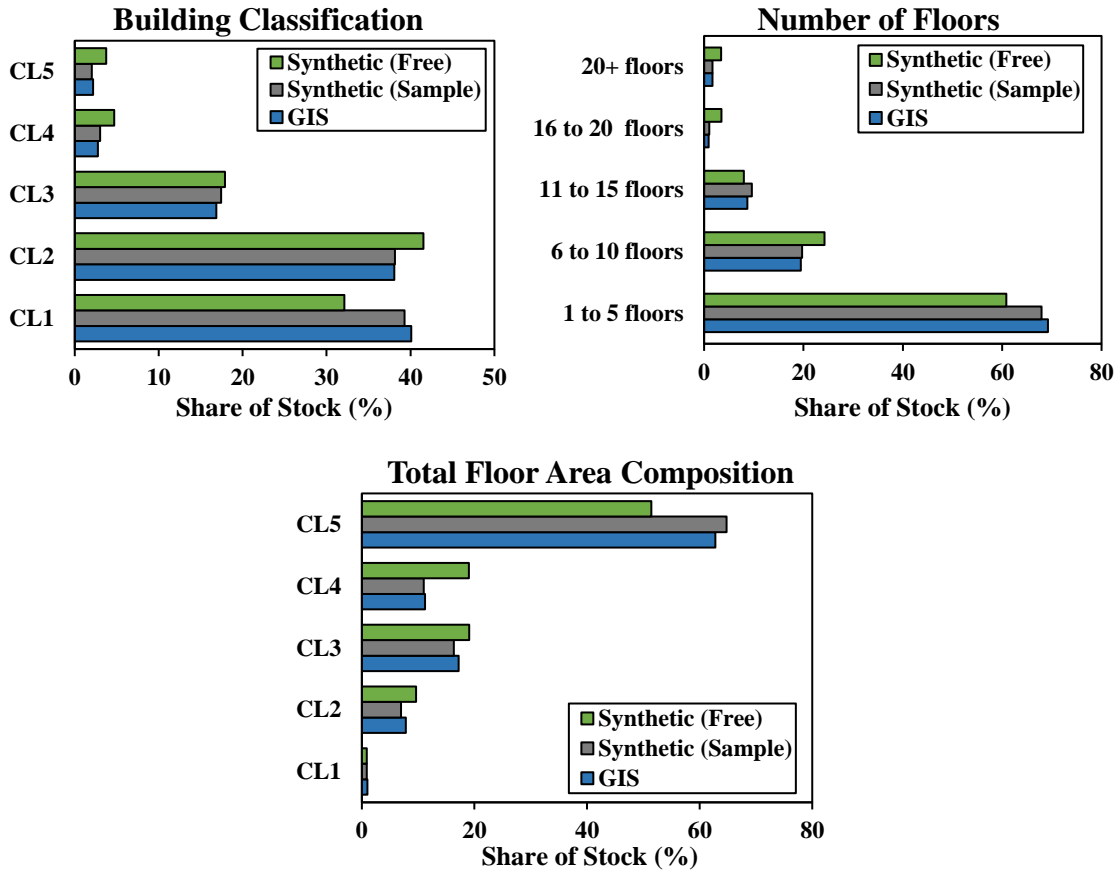 Building Classification
CL5
CL4
CL3
CL2
CL1
Synthetic (Free)
Synthetic (Sample)
GIS
0 10 20 30 40 50
Share of Stock (%)
Number of Floors
20+ floors
16 to 20 floors
11 to 15 floors
6 to 10 floors
1 to 5 floors
Synthetic (Free)
Synthetic (Sample)
GIS
0 20 40 60 80
Share of Stock (%)
Total Floor Area Composition
CL5
CL4
CL3
CL2
CL1
Synthetic (Free)
Synthetic (Sample)
GIS
0 20 40 60 80
Share of Stock (%)